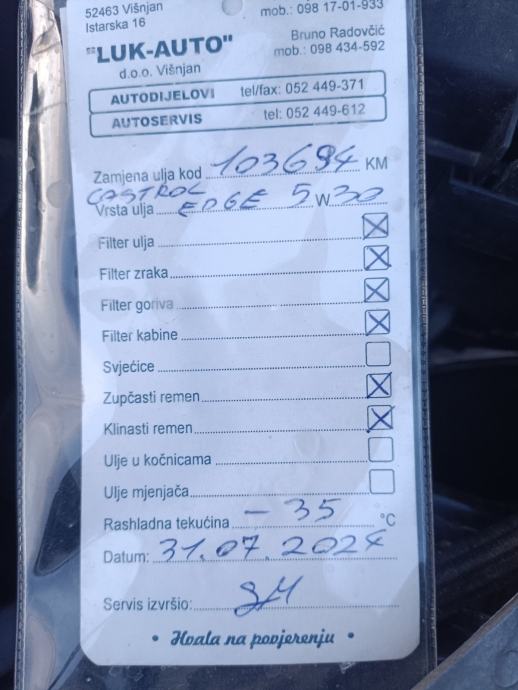 52463 Višnjan
Istarska 16
mob.: 098 17-01-933
"LUK-AUTO"
d.o.o. Višnjan
Bruno Radovčić
mob.: 098 434-592
AUTODIJELOVI tel/fax: 052 449-371
AUTOSERVIS tel: 052 449-612
Zamjena ulja kod 103694 KM
CASTROL
Vrsta ulja EDGE 5 W 30
Filter ulja
Filter zraka
Filter goriva
Filter kabine
Svjećice
Zupčasti remen
Klinasti remen
Ulje u kočnicama
Ulje mjenjača
Rashladna tekućina - 35 °C
Datum: 31.07.2024
Servis izvršio:
• Hvala na povjerenju •